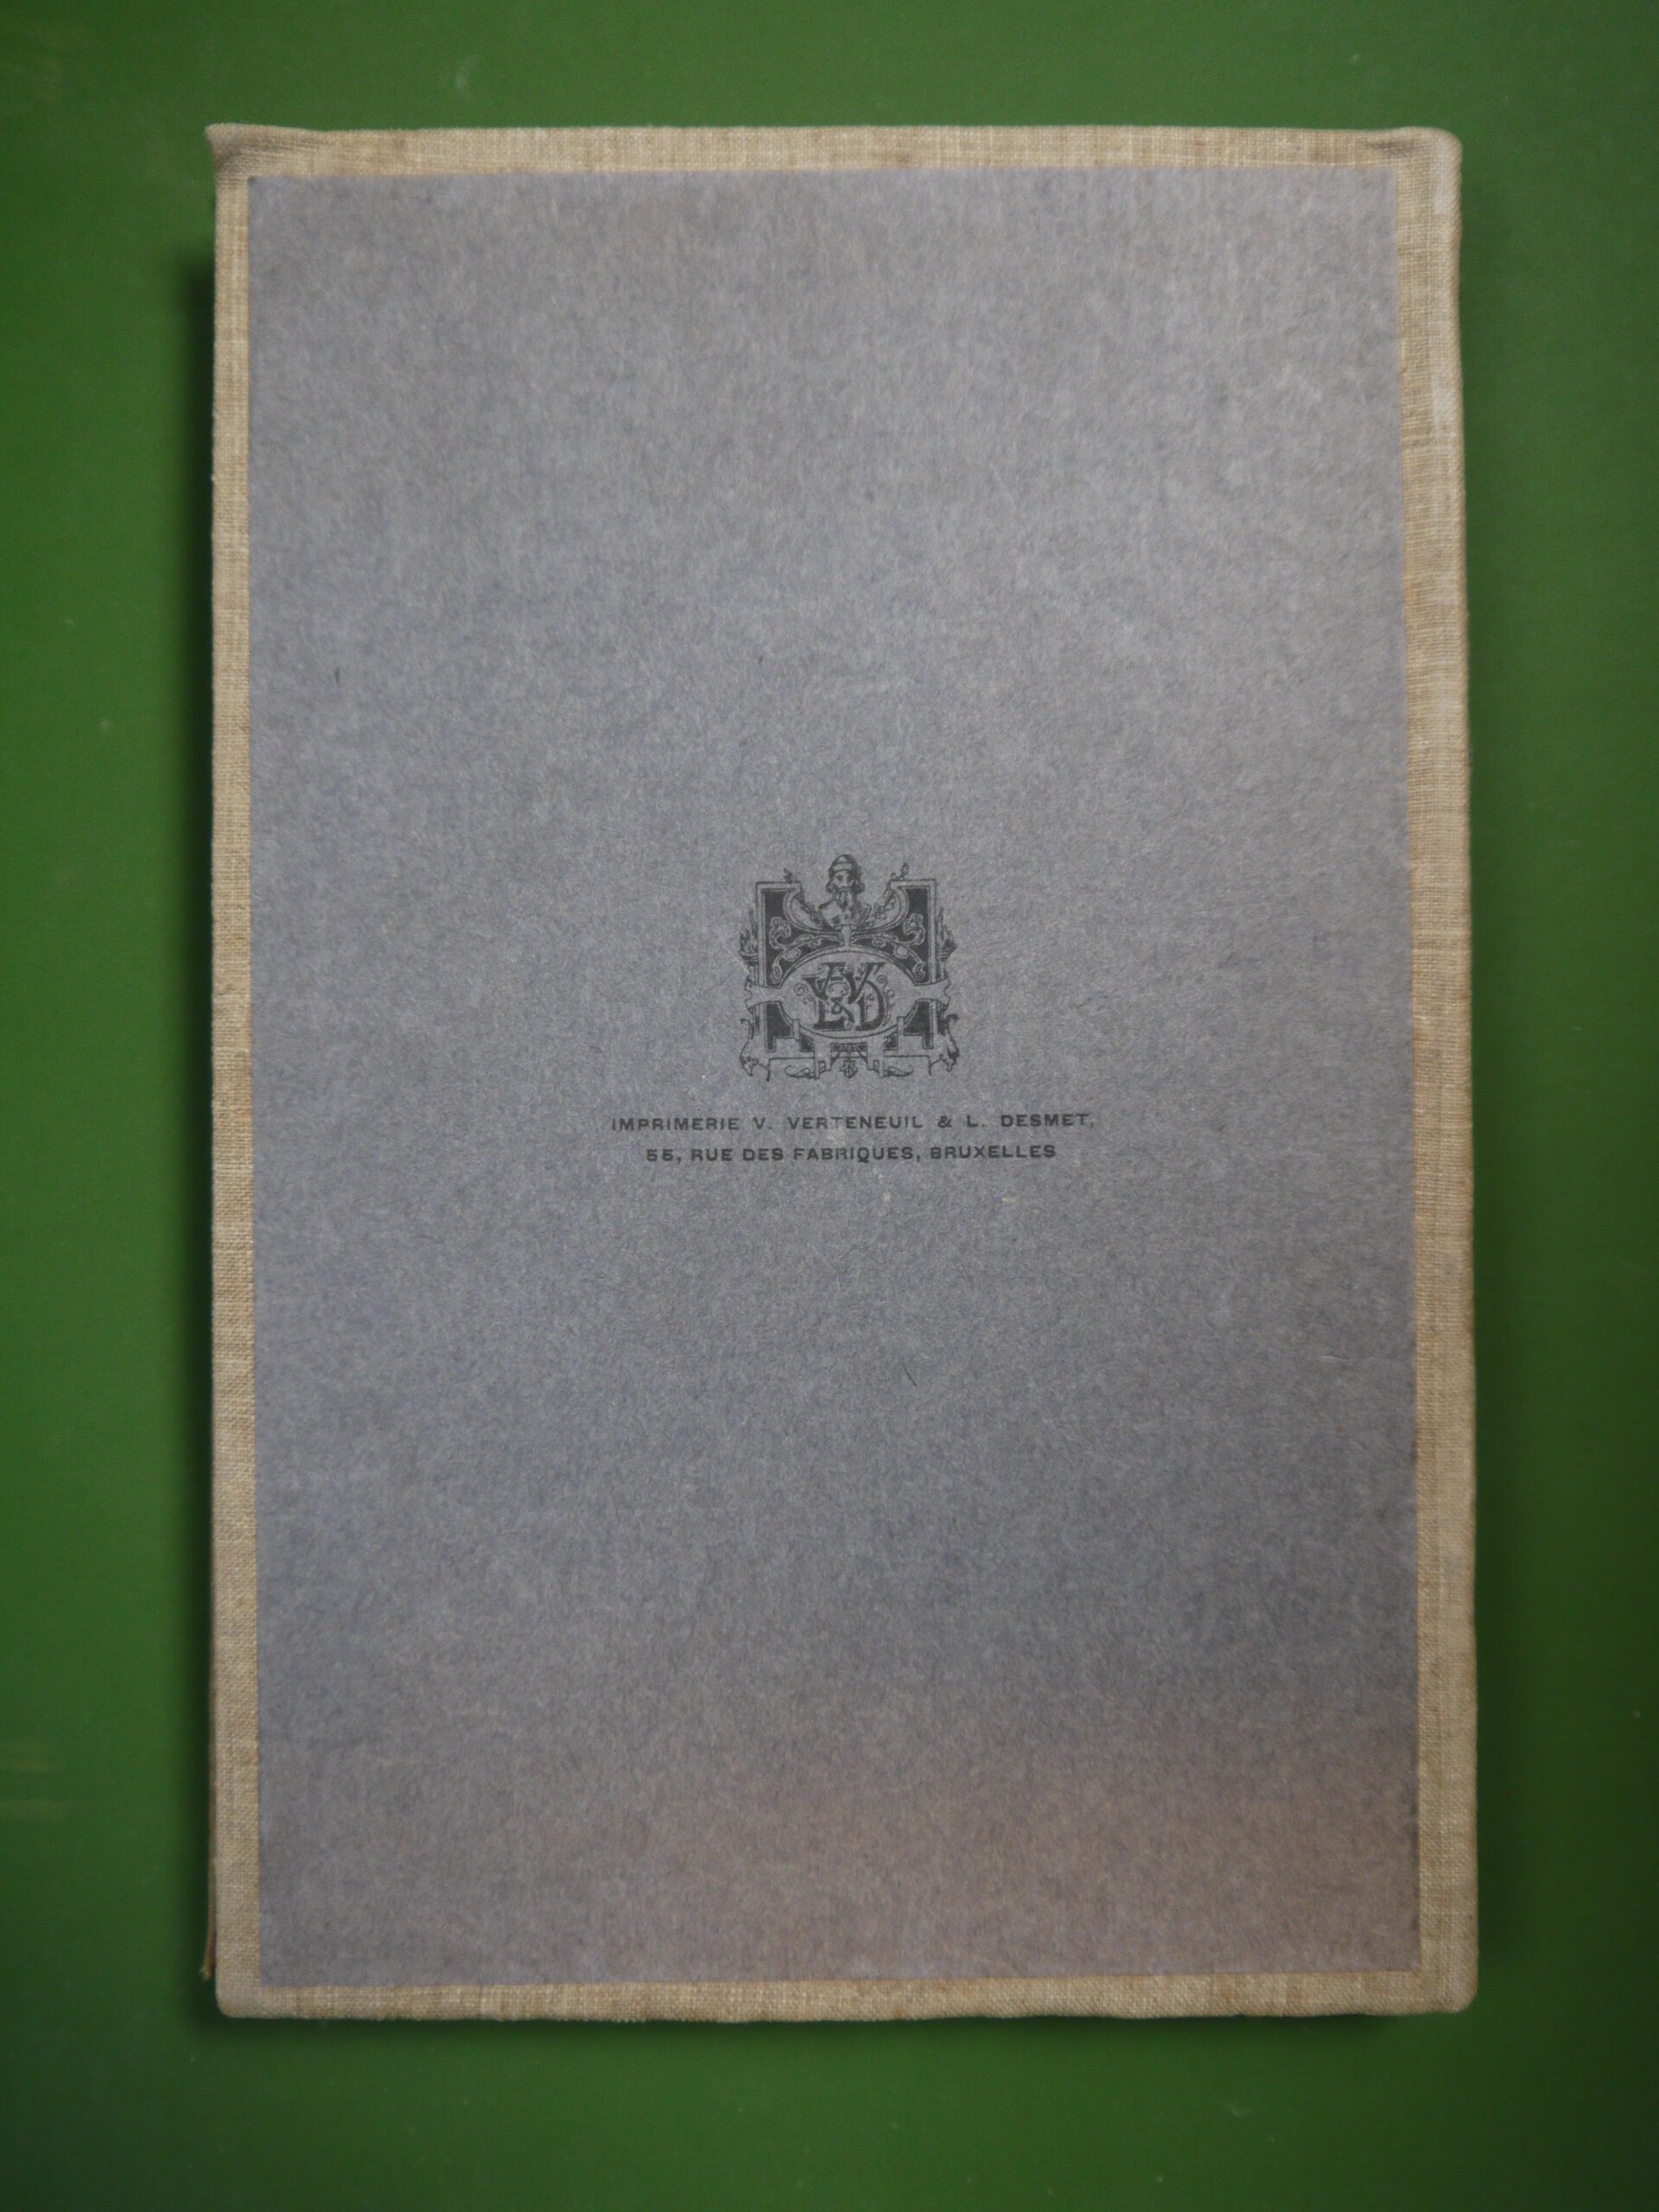 IMPRIMERIE V. VERTENEUIL & L. DESMET,
55, RUE DES FABRIQUES, BRUXELLES